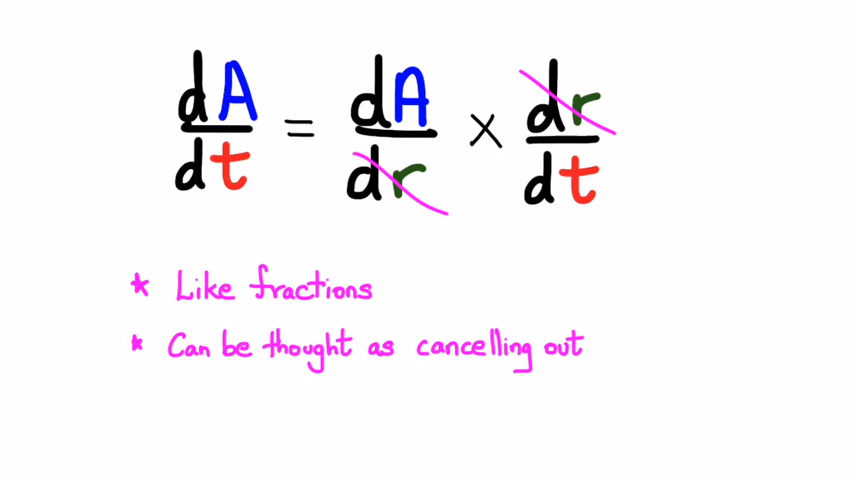 dA/dt = dA/dr × dr/dt
* Like fractions
* Can be thought as cancelling out